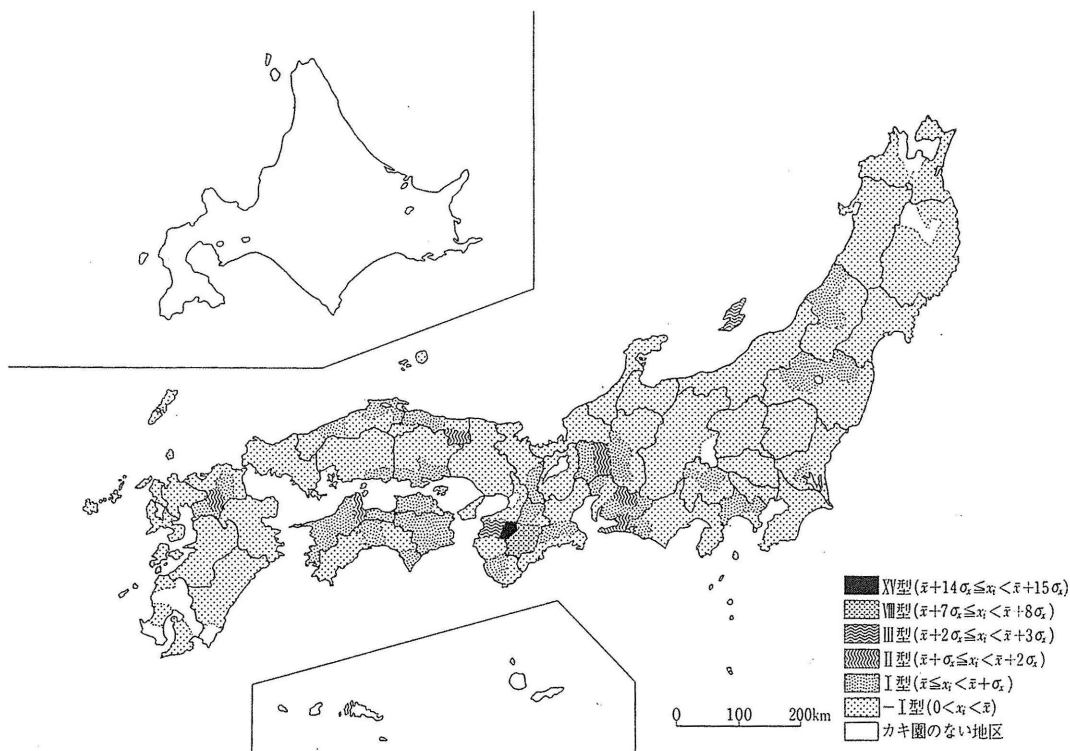 XV型(x̄+14σₓ≦xᵢ<x̄+15σₓ)
Ⅷ型(x̄+7σₓ≦xᵢ<x̄+8σₓ)
Ⅲ型(x̄+2σₓ≦xᵢ<x̄+3σₓ)
Ⅱ型(x̄+σₓ≦xᵢ<x̄+2σₓ)
Ⅰ型(x̄≦xᵢ<x̄+σₓ)
－Ⅰ型(0<xᵢ<x̄)
カキ園のない地区
0 100 200km